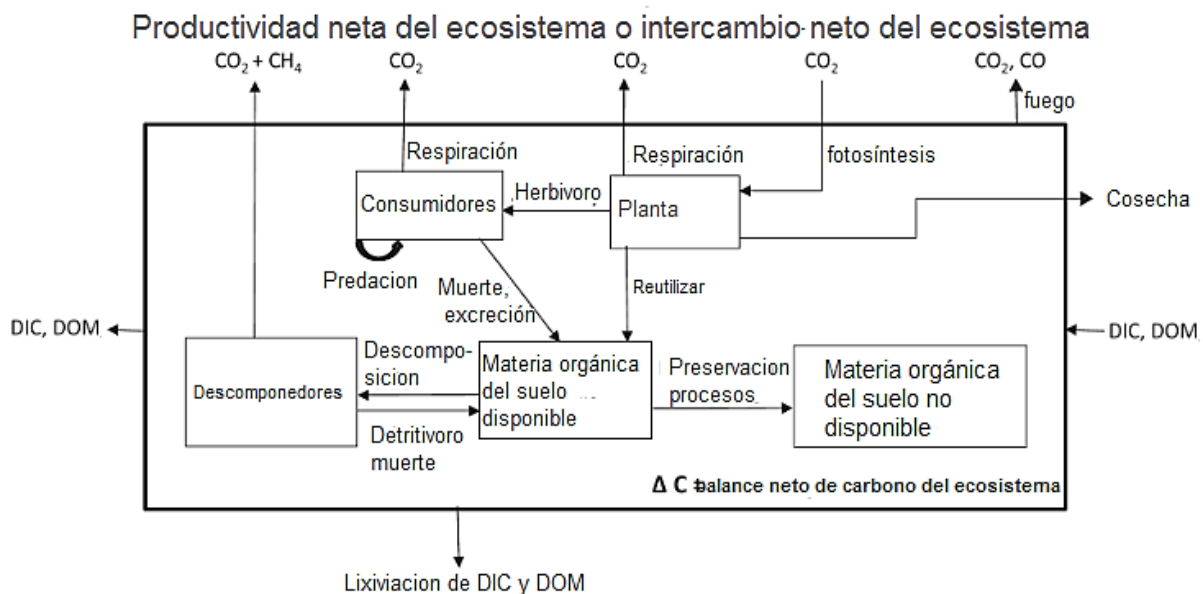 Productividad neta del ecosistema o intercambio neto del ecosistema
CO2 + CH4
CO2
CO2
CO2
CO2, CO
fuego
Respiración
Respiración
fotosíntesis
Consumidores
Herbivoro
Planta
Cosecha
Predacion
Muerte,
excreción
Reutilizar
DIC, DOM
DIC, DOM
Descomponedores
Descompo-
sicion
Detritivoro
muerte
Materia orgánica
del suelo ...
disponible
Preservacion
procesos
Materia orgánica
del suelo no
disponible
Δ C = balance neto de carbono del ecosistema
Lixiviacion de DIC y DOM